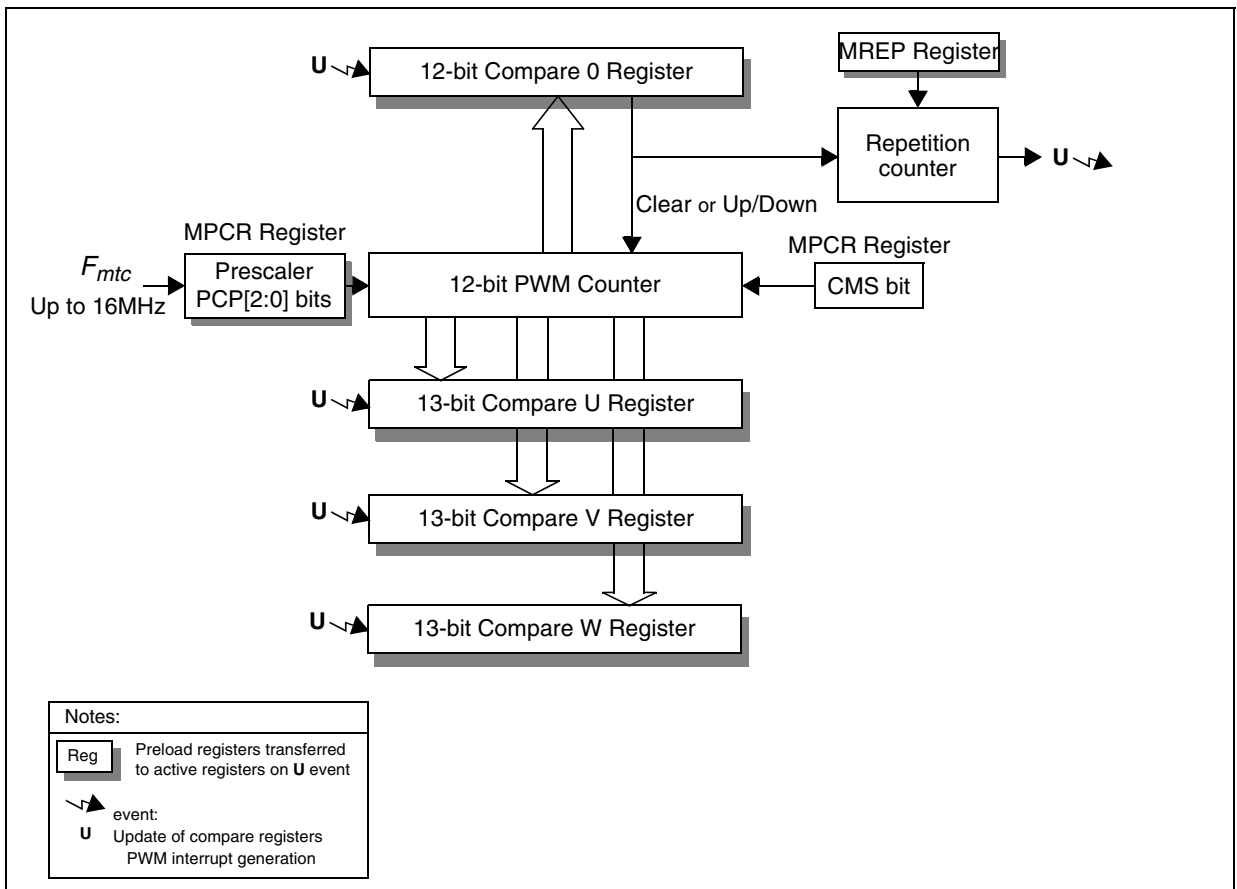 U
12-bit Compare 0 Register
MREP Register
Repetition
counter
U
Clear or Up/Down
MPCR Register
Fmtc
Up to 16MHz
Prescaler
PCP[2:0] bits
12-bit PWM Counter
MPCR Register
CMS bit
U
13-bit Compare U Register
U
13-bit Compare V Register
U
13-bit Compare W Register
Notes:
Reg
Preload registers transferred
to active registers on U event
event:
U Update of compare registers
PWM interrupt generation